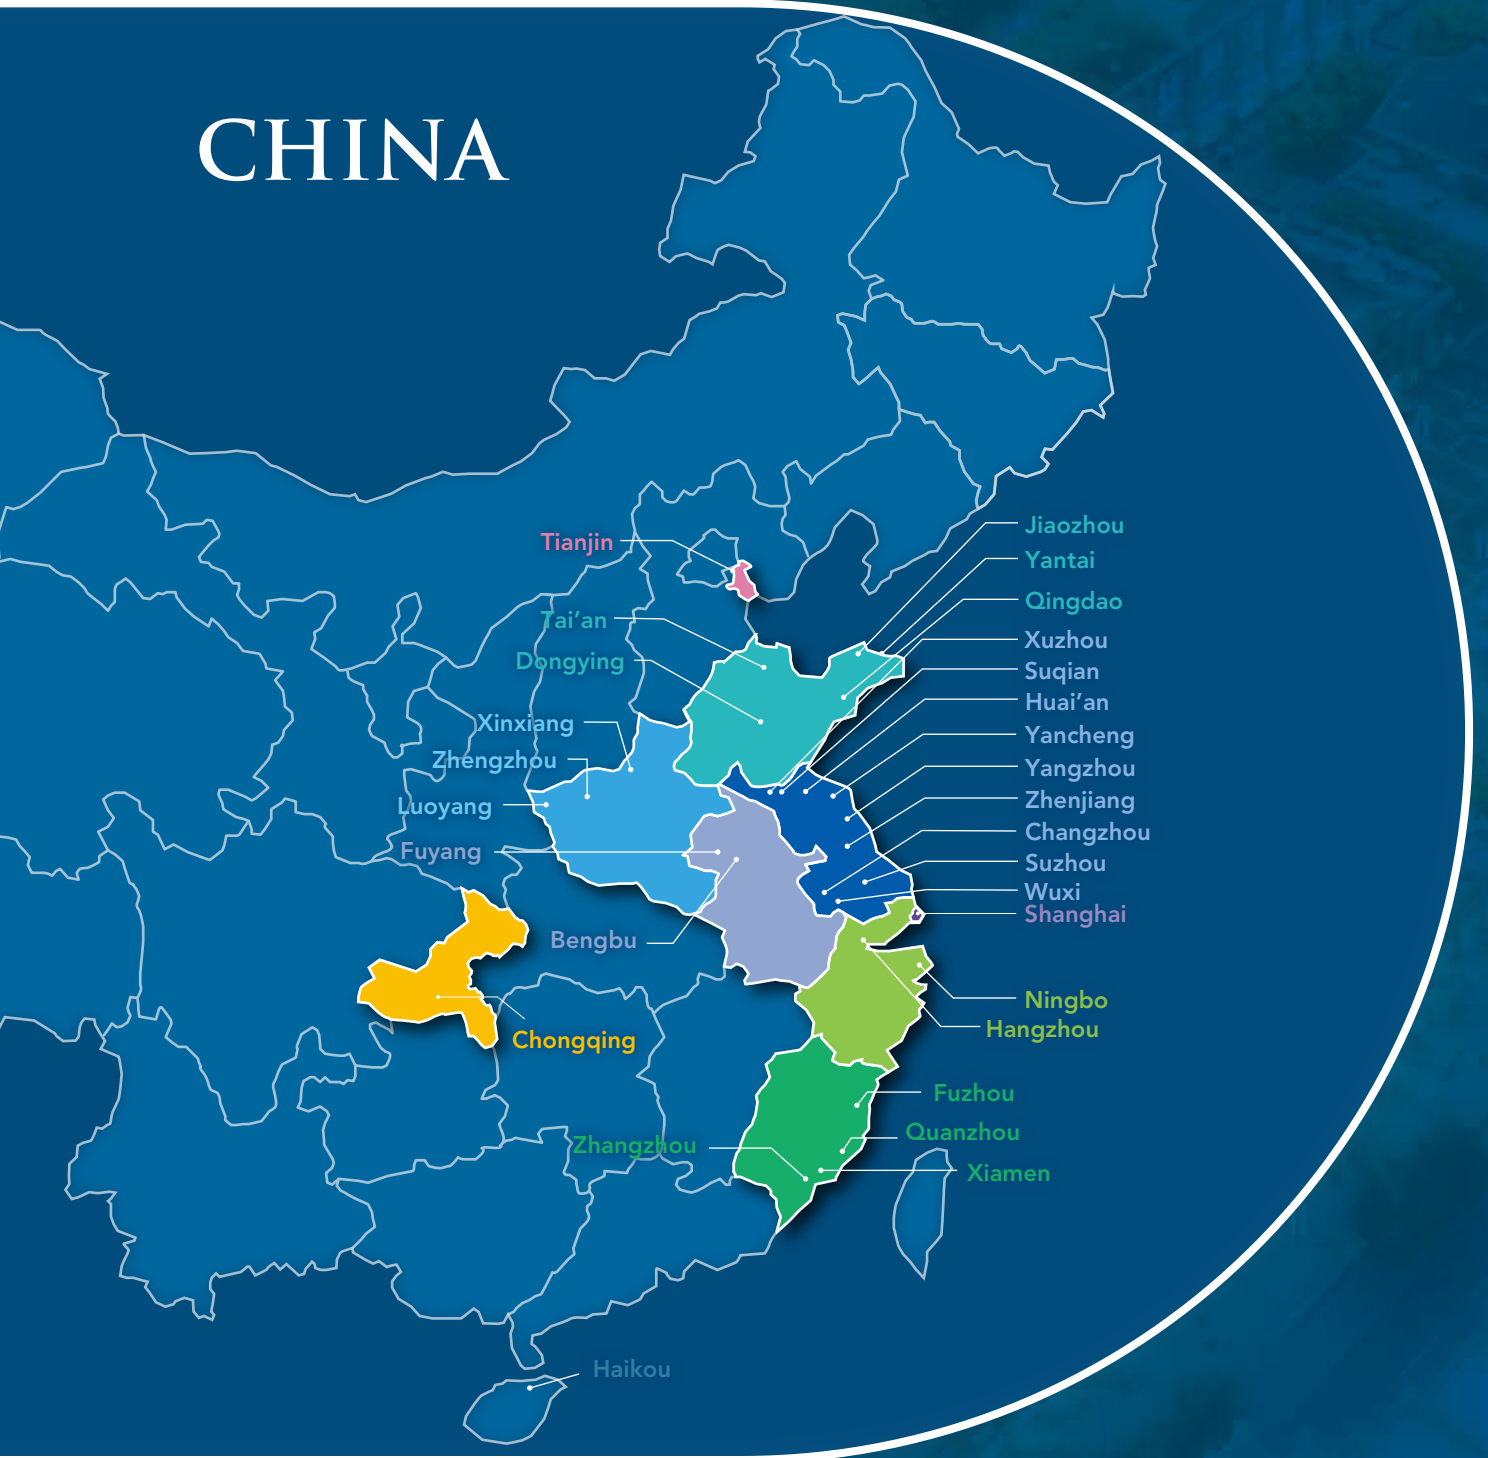 CHINA
Jiaozhou
Tianjin
Yantai
Qingdao
Tai’an
Xuzhou
Dongying
Suqian
Huai’an
Xinxiang
Yancheng
Zhengzhou
Yangzhou
Luoyang
Zhenjiang
Changzhou
Fuyang
Suzhou
Wuxi
Shanghai
Bengbu
Ningbo
Hangzhou
Chongqing
Fuzhou
Quanzhou
Zhangzhou
Xiamen
Haikou